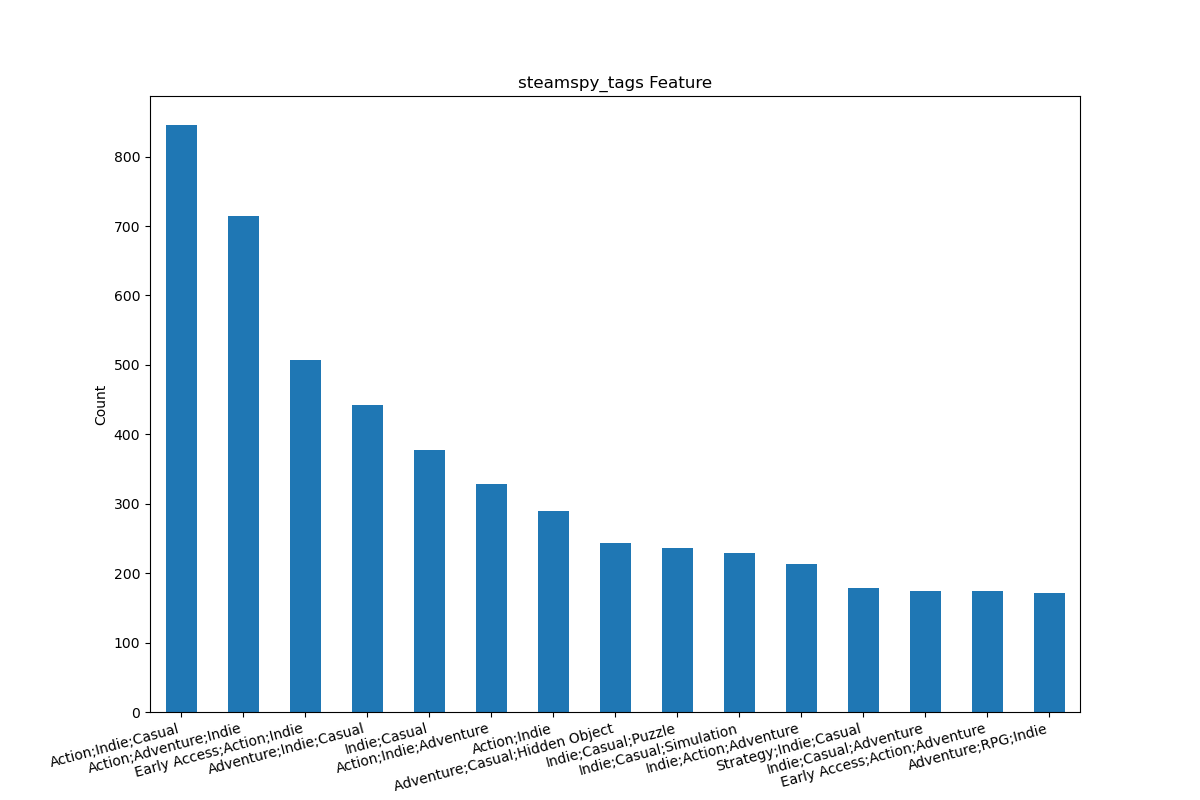 steamspy_tags Feature
Count
800
700
600
500
400
300
200
100
0
Action;Indie;Casual
Action;Adventure;Indie
Early Access;Action;Indie
Adventure;Indie;Casual
Indie;Casual
Action;Indie;Adventure
Action;Indie
Adventure;Casual;Hidden Object
Indie;Casual;Puzzle
Indie;Casual;Simulation
Indie;Action;Adventure
Strategy;Indie;Casual
Indie;Casual;Adventure
Early Access;Action;Adventure
Adventure;RPG;Indie